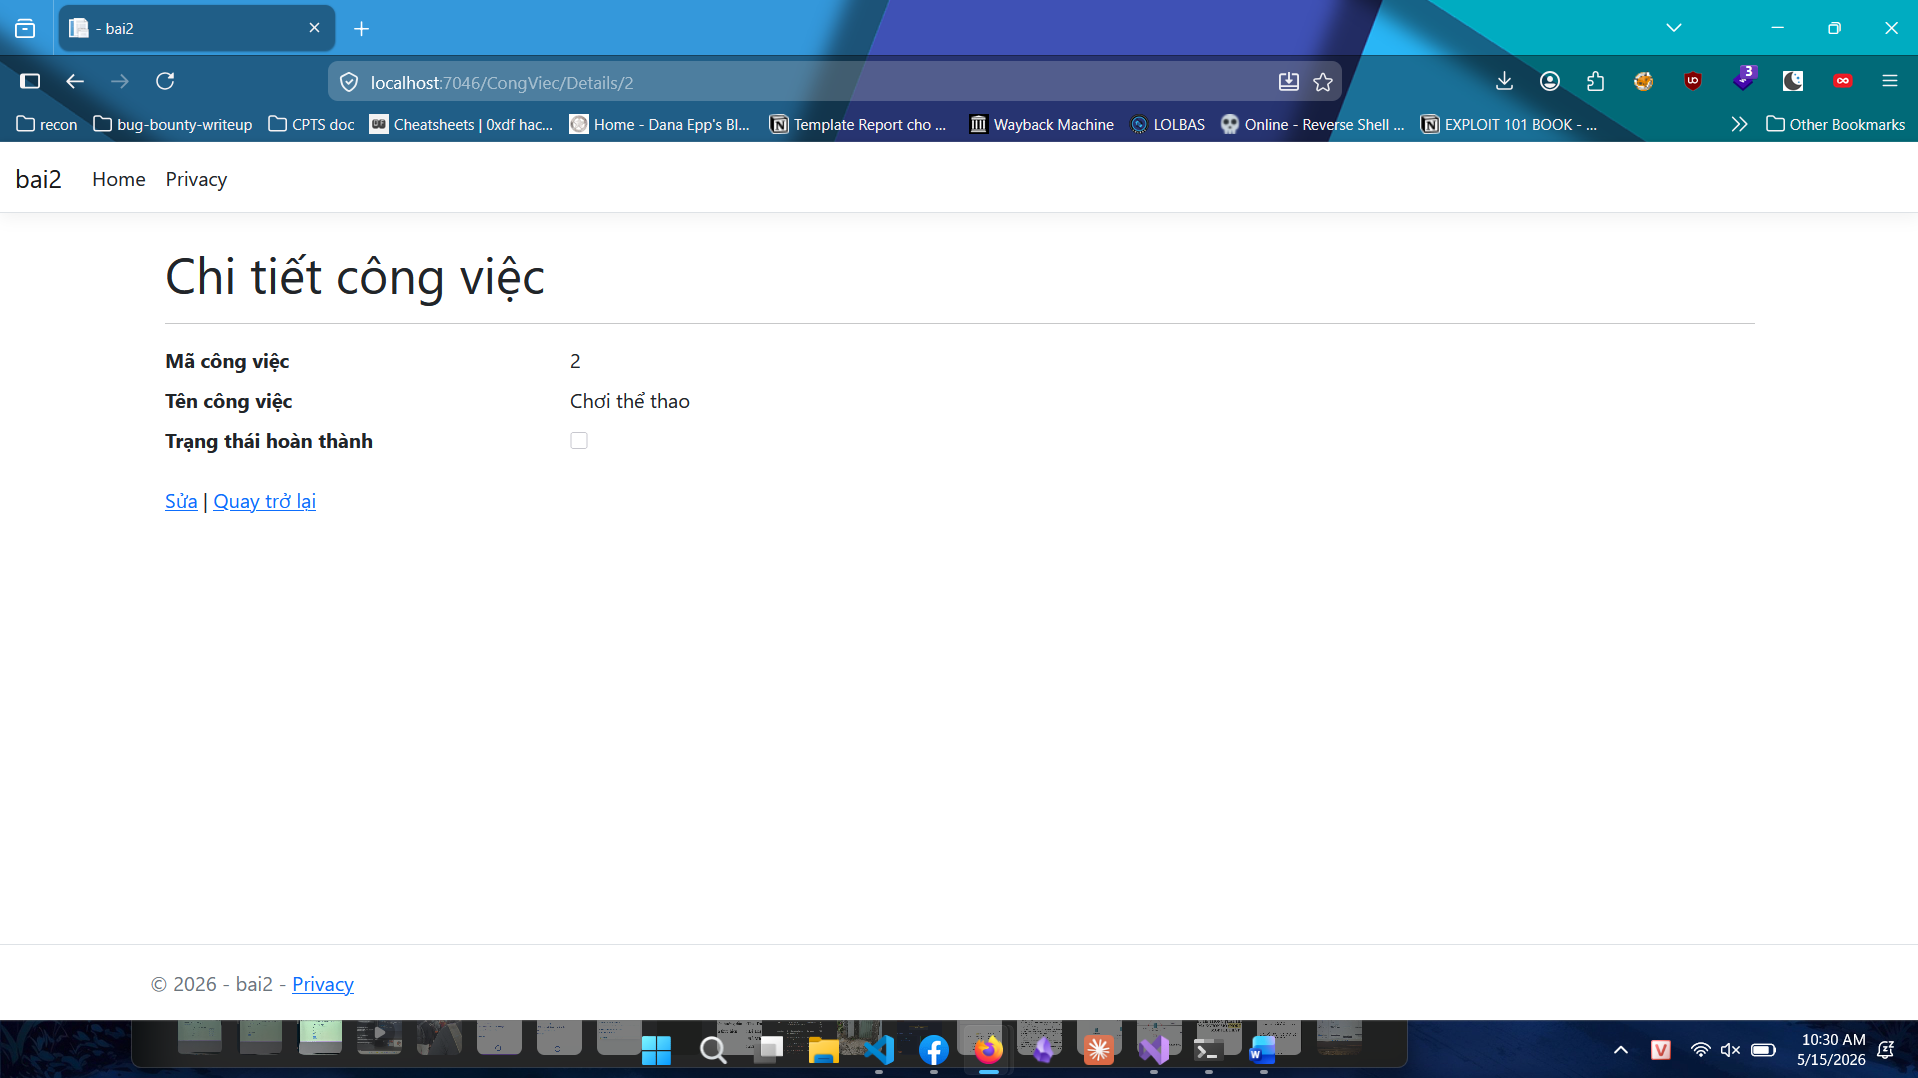 - bai2
localhost:7046/CongViec/Details/2
3
recon bug-bounty-writeup CPTS doc Cheatsheets | 0xdf hac... Home - Dana Epp's Bl... Template Report cho ... Wayback Machine LOLBAS Online - Reverse Shell ... EXPLOIT 101 BOOK - ... Other Bookmarks
bai2 Home Privacy
Chi tiết công việc
Mã công việc 2
Tên công việc Chơi thể thao
Trạng thái hoàn thành
Sửa | Quay trở lại
© 2026 - bai2 - Privacy
10:30 AM
5/15/2026